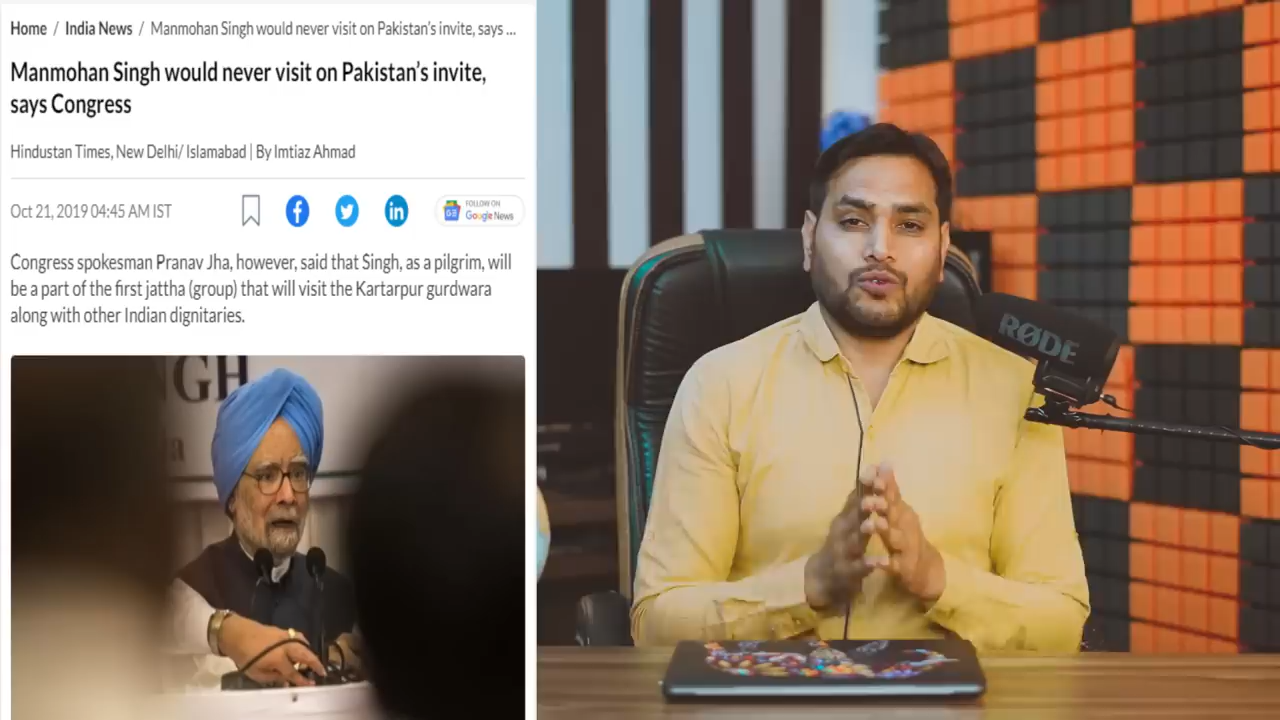 Home / India News / Manmohan Singh would never visit on Pakistan's invite, says ...
Manmohan Singh would never visit on Pakistan's invite,
says Congress
Hindustan Times, New Delhi/ Islamabad | By Imtiaz Ahmad
Oct 21, 2019 04:45 AM IST
FOLLOW ON
Google News
Congress spokesman Pranav Jha, however, said that Singh, as a pilgrim, will
be a part of the first jattha (group) that will visit the Kartarpur gurdwara
along with other Indian dignitaries.
NGH
a
RØDE